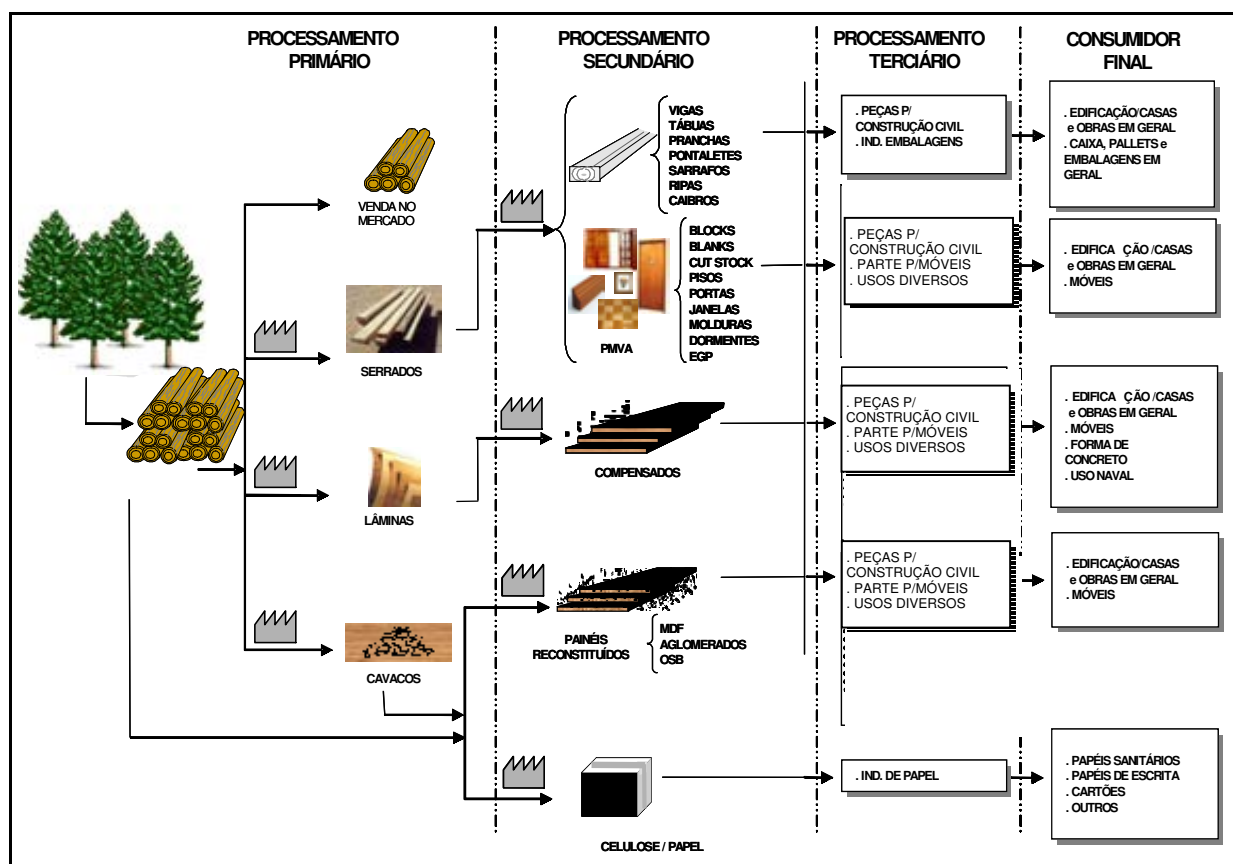 PROCESSAMENTO
PRIMÁRIO
PROCESSAMENTO
SECUNDÁRIO
PROCESSAMENTO
TERCIÁRIO
CONSUMIDOR
FINAL
VENDA NO
MERCADO
SERRADOS
LÂMINAS
CAVACOS
VIGAS
TÁBUAS
PRANCHAS
PONTALETES
SARRAFOS
RIPAS
CAIBROS
BLOCKS
BLANKS
CUT STOCK
PISOS
PORTAS
JANELAS
MOLDURAS
DORMENTES
EGP
PMVA
COMPENSADOS
PAINÉIS
RECONSTITUÍDOS
MDF
AGLOMERADOS
OSB
CELULOSE / PAPEL
. PEÇAS P/
CONSTRUÇÃO CIVIL
. IND. EMBALAGENS
. PEÇAS P/
CONSTRUÇÃO CIVIL
. PARTE P/MÓVEIS
. USOS DIVERSOS
. PEÇAS P/
CONSTRUÇÃO CIVIL
. PARTE P/MÓVEIS
. USOS DIVERSOS
. PEÇAS P/
CONSTRUÇÃO CIVIL
. PARTE P/MÓVEIS
. USOS DIVERSOS
. IND. DE PAPEL
. EDIFICAÇÃO/CASAS
e OBRAS EM GERAL
. CAIXA, PALLETS e
EMBALAGENS EM
GERAL
. EDIFICA ÇÃO /CASAS
e OBRAS EM GERAL
. MÓVEIS
. EDIFICA ÇÃO /CASAS
e OBRAS EM GERAL
. MÓVEIS
. FORMA DE
CONCRETO
. USO NAVAL
. EDIFICAÇÃO/CASAS
e OBRAS EM GERAL
. MÓVEIS
. PAPÉIS SANITÁRIOS
. PAPÉIS DE ESCRITA
. CARTÕES
. OUTROS